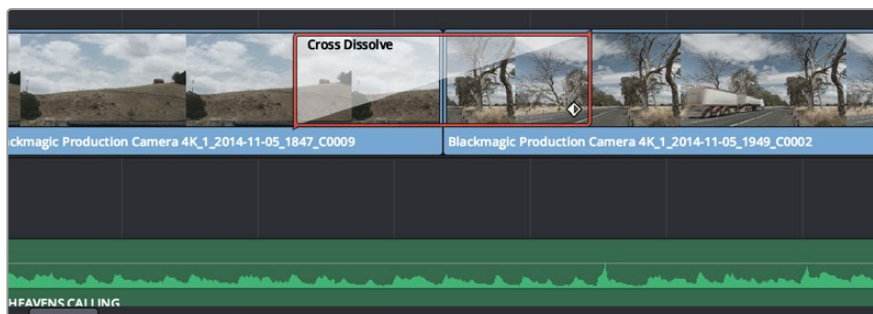 Cross Dissolve
ckmagic Production Camera 4K_1_2014-11-05_1847_C0009
Blackmagic Production Camera 4K_1_2014-11-05_1949_C0002
HEAVENS CALLING